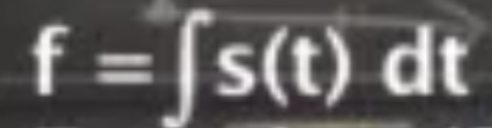 f = ∫s(t) dt